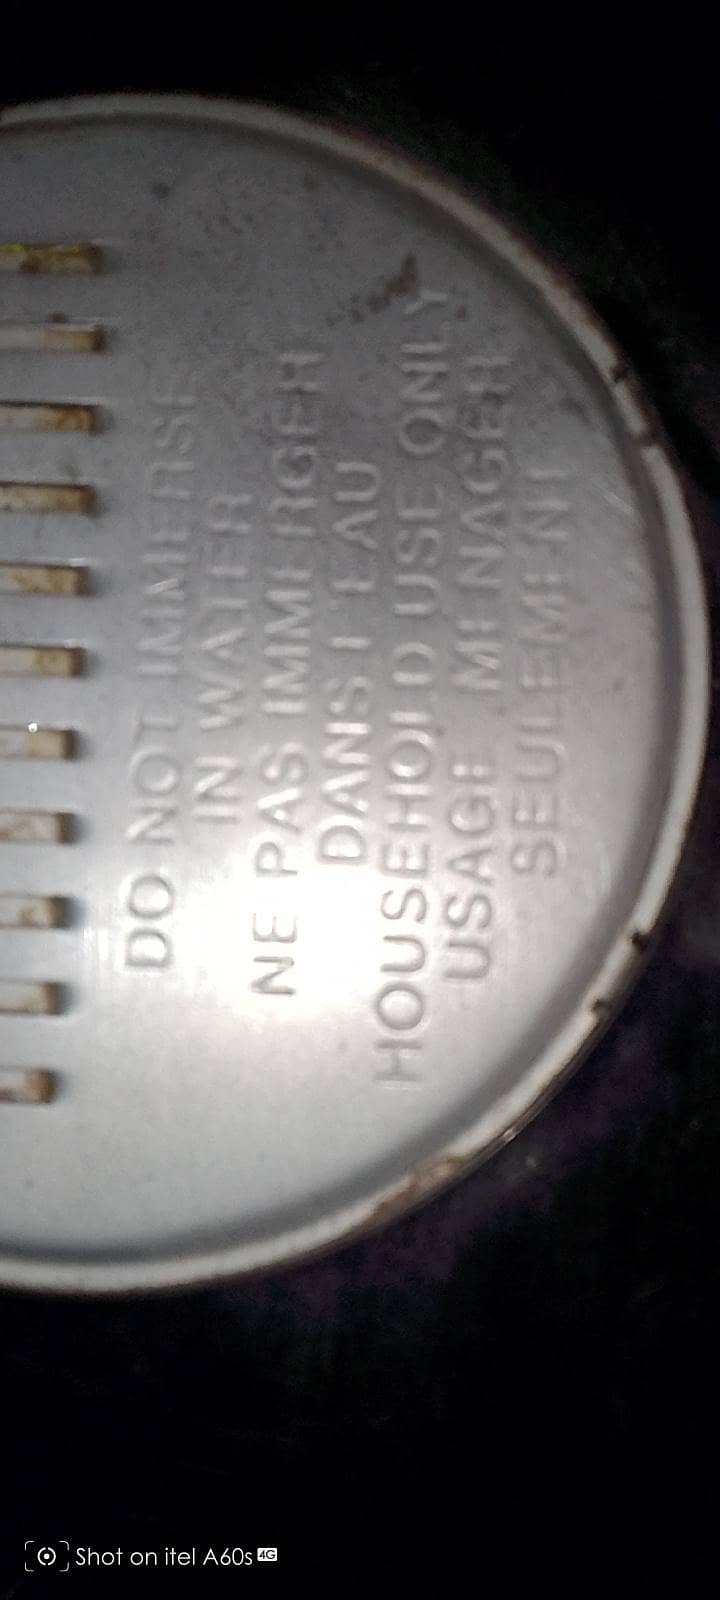 DO NOT IMMERSE
IN WATER
NE PAS IMMERGER
DANS L'EAU
HOUSEHOLD USE ONLY
USAGE MENAGER
SEULEMENT
Shot on itel A60s 4G